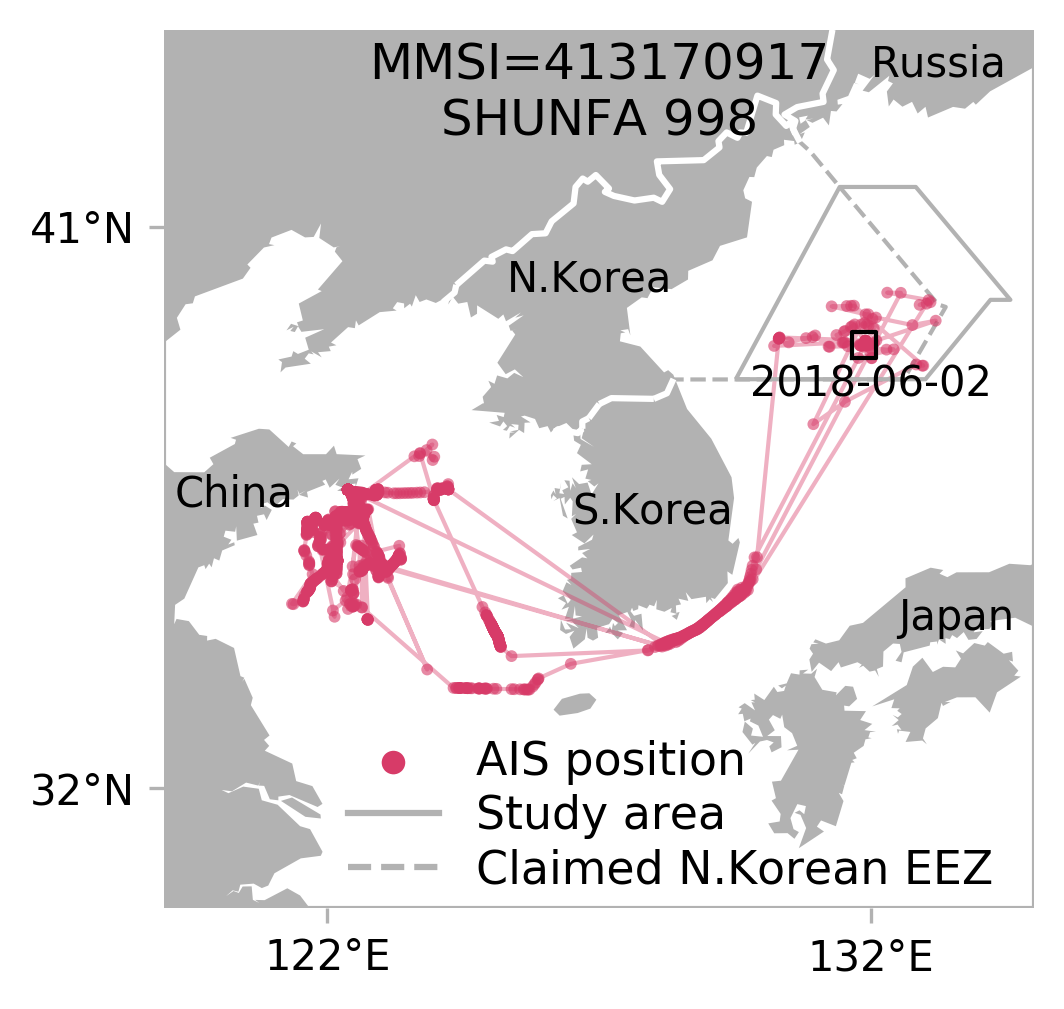 MMSI=413170917
SHUNFA 998
Russia
41°N
N.Korea
2018-06-02
China
S.Korea
Japan
AIS position
32°N
Study area
Claimed N.Korean EEZ
122°E
132°E